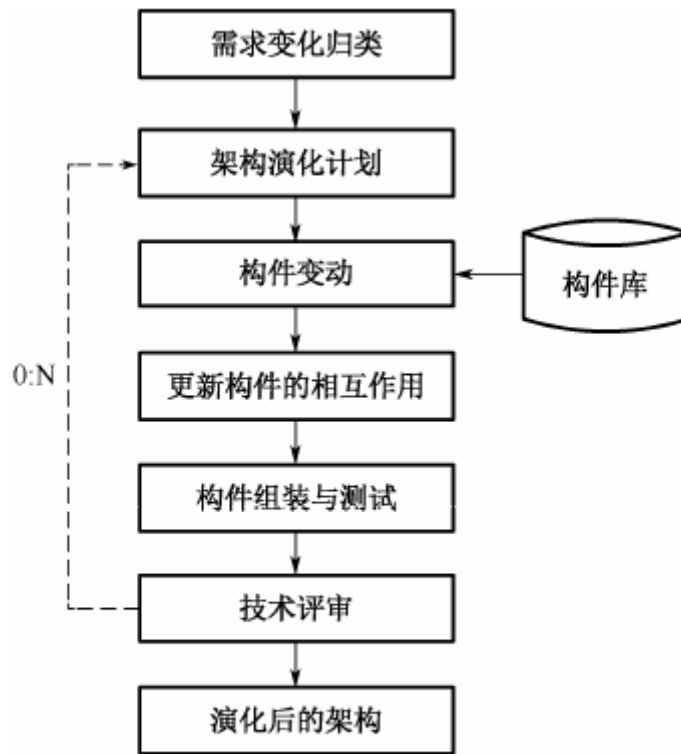 需求变化归类
架构演化计划
构件变动
构件库
更新构件的相互作用
0:N
构件组装与测试
技术评审
演化后的架构